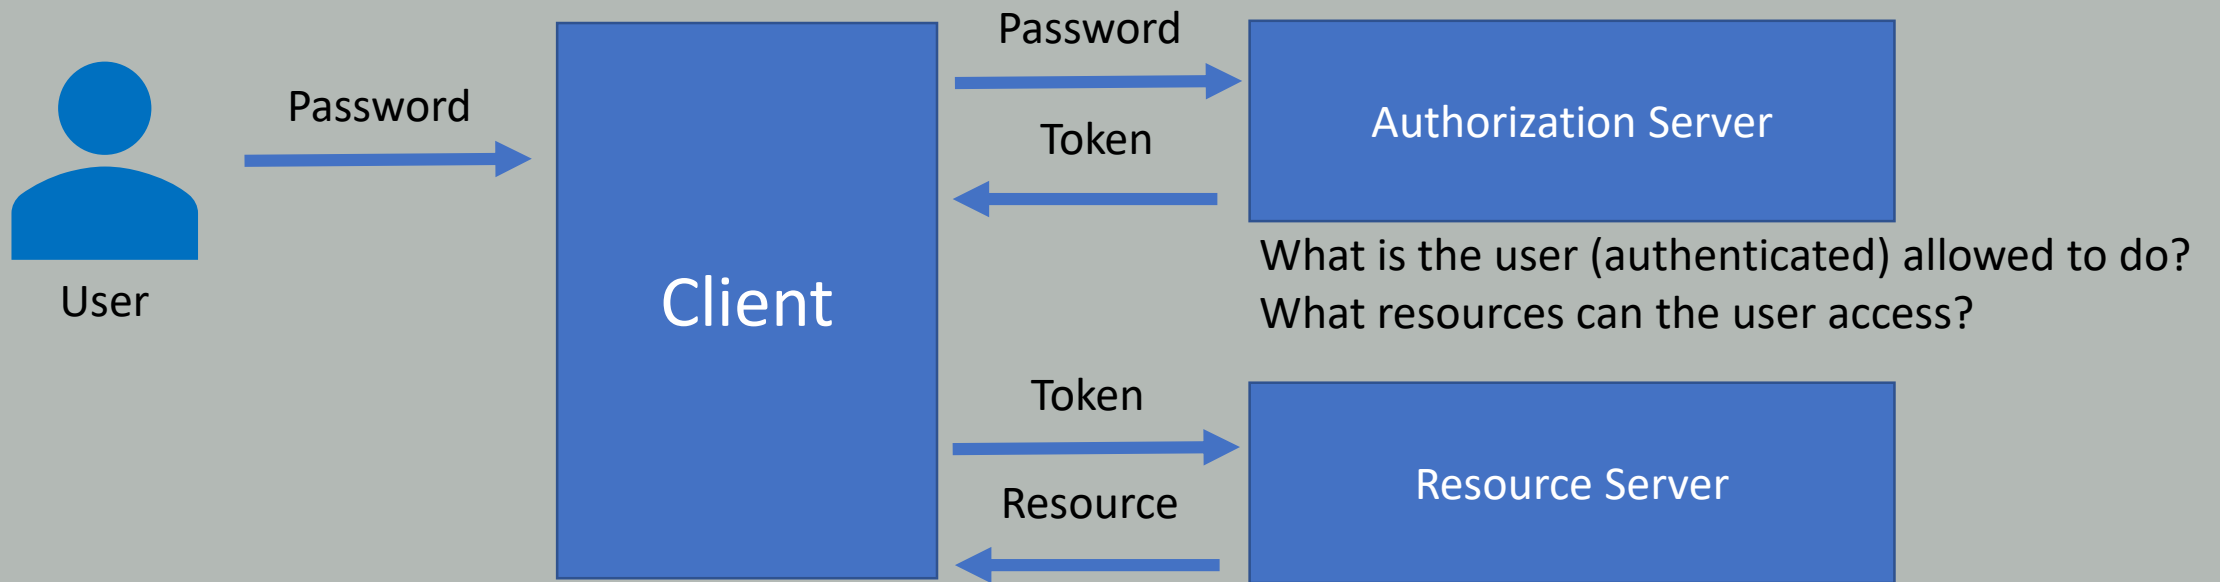 Password
User
Client
Password
Token
Authorization Server
What is the user (authenticated) allowed to do?
What resources can the user access?
Token
Resource
Resource Server